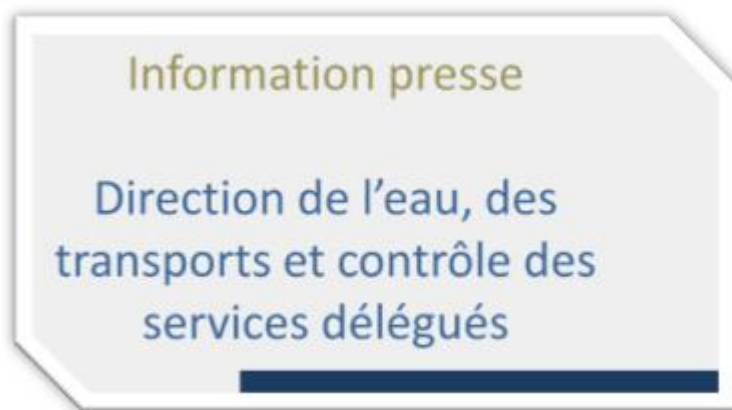 Information presse
Direction de l'eau, des
transports et contrôle des
services délégués